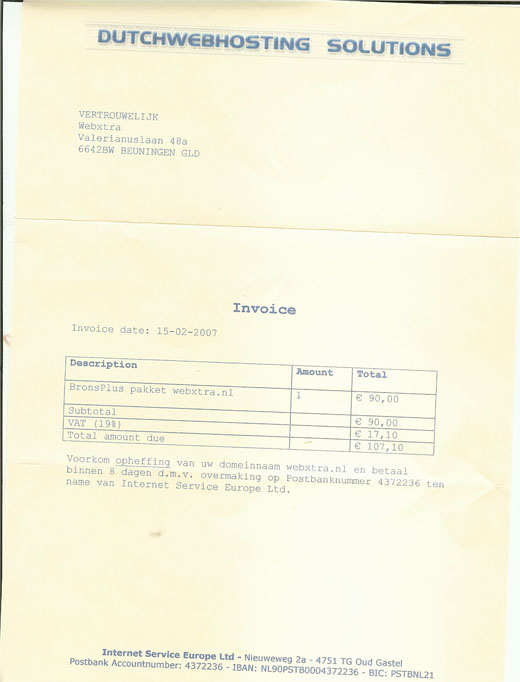 DUTCHWEBHOSTING SOLUTIONS
VERTROUWELIJK
Webxtra
Valerianuslaan 48a
6642BW BEUNINGEN GLD
Invoice
Invoice date: 15-02-2007
Description Amount Total
BronsPlus pakket webxtra.nl 1 € 90,00
Subtotal € 90,00
VAT (19%) € 17,10
Total amount due € 107,10
Voorkom opheffing van uw domeinnaam webxtra.nl en betaal
binnen 8 dagen d.m.v. overmaking op Postbanknummer 4372236 ten
name van Internet Service Europe Ltd.
Internet Service Europe Ltd - Nieuweweg 2a - 4751 TG Oud Gastel
Postbank Accountnumber: 4372236 - IBAN: NL90PSTB0004372236 - BIC: PSTBNL21